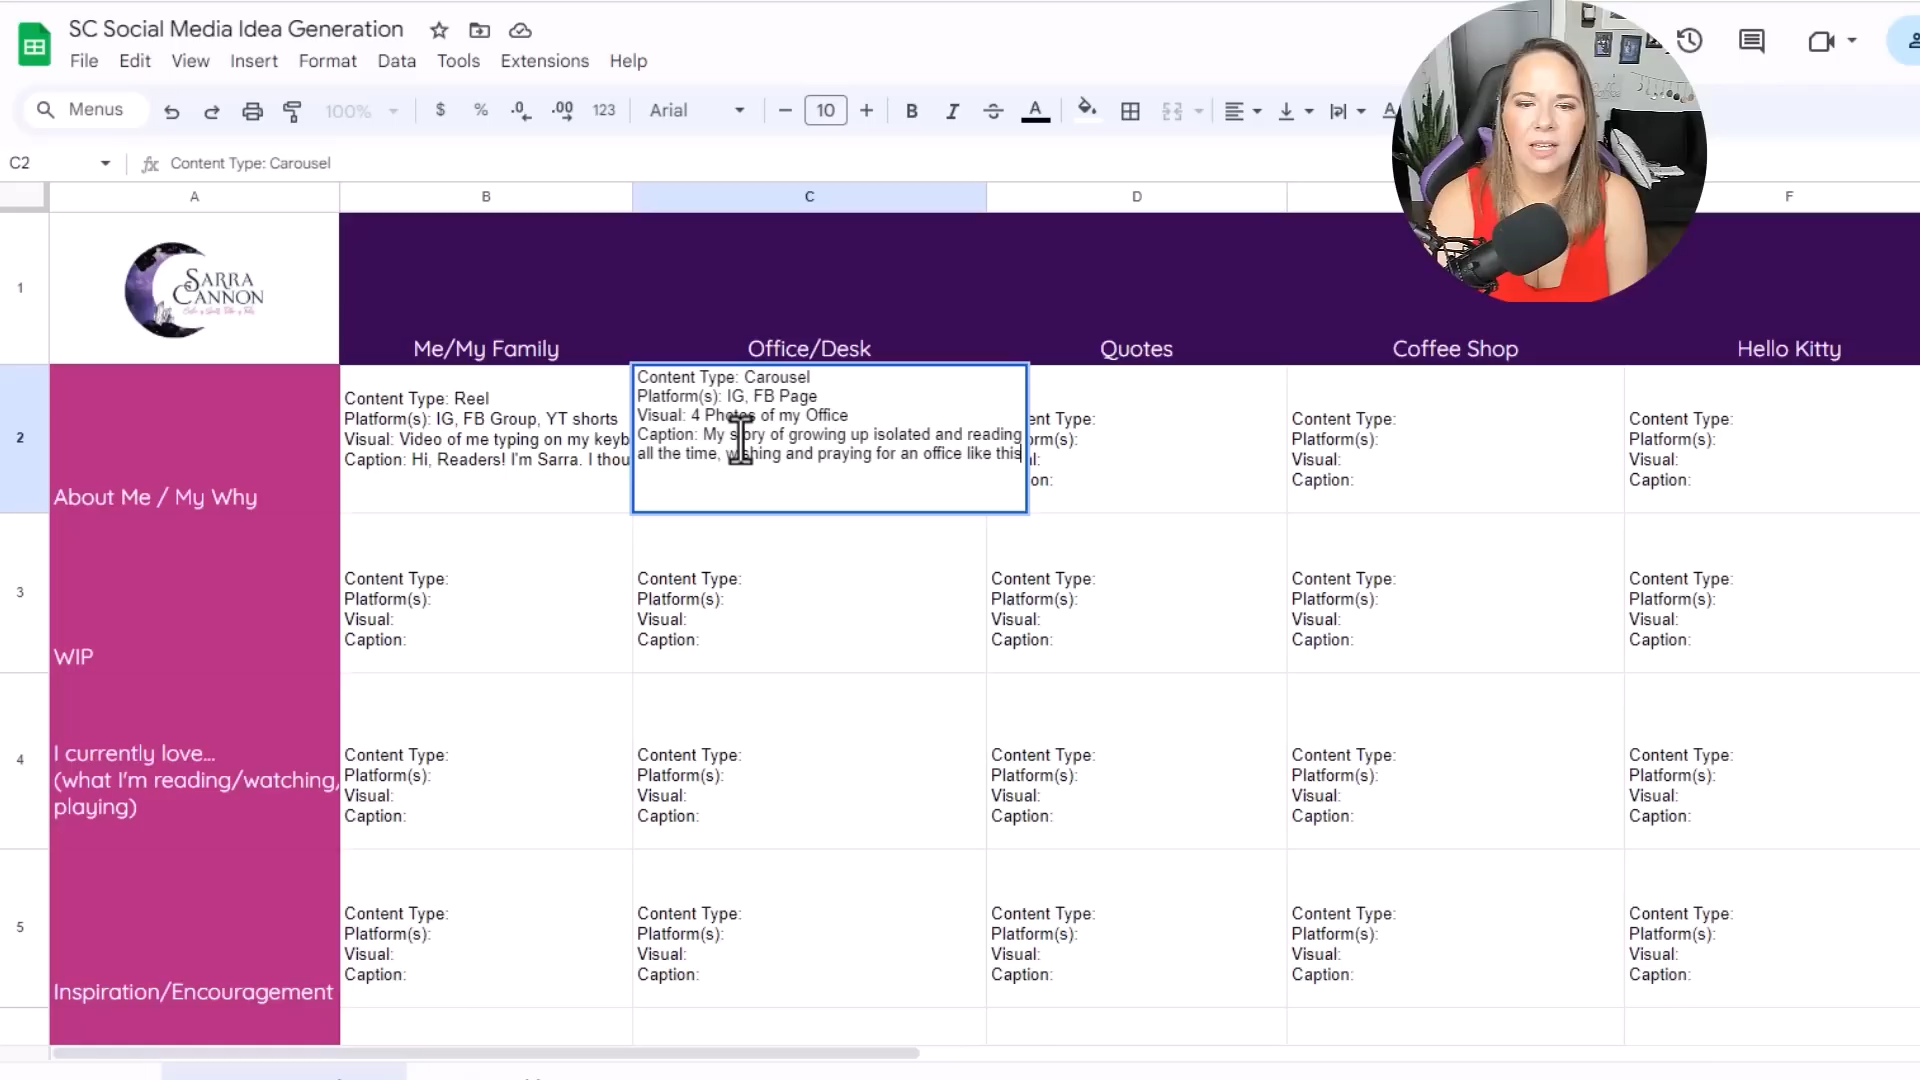 SC Social Media Idea Generation
File Edit View Insert Format Data Tools Extensions Help
Menus 100% $ % .0 .00 123 Arial 10 B I A
C2 fx Content Type: Carousel
A B C D F
1
SARRA
CANNON
Me/My Family
Office/Desk
Quotes
Coffee Shop
Hello Kitty
2
About Me / My Why
Content Type: Reel
Platform(s): IG, FB Group, YT shorts
Visual: Video of me typing on my keyb
Caption: Hi, Readers! I'm Sarra. I thou
Content Type: Carousel
Platform(s): IG, FB Page
Visual: 4 Photos of my Office
Caption: My story of growing up isolated and reading
all the time, wishing and praying for an office like this
ent Type:
rm(s):
l:
on:
Content Type:
Platform(s):
Visual:
Caption:
Content Type:
Platform(s):
Visual:
Caption:
3
WIP
Content Type:
Platform(s):
Visual:
Caption:
Content Type:
Platform(s):
Visual:
Caption:
Content Type:
Platform(s):
Visual:
Caption:
Content Type:
Platform(s):
Visual:
Caption:
Content Type:
Platform(s):
Visual:
Caption:
4
I currently love...
(what I'm reading/watching/
playing)
Content Type:
Platform(s):
Visual:
Caption:
Content Type:
Platform(s):
Visual:
Caption:
Content Type:
Platform(s):
Visual:
Caption:
Content Type:
Platform(s):
Visual:
Caption:
Content Type:
Platform(s):
Visual:
Caption:
5
Inspiration/Encouragement
Content Type:
Platform(s):
Visual:
Caption:
Content Type:
Platform(s):
Visual:
Caption:
Content Type:
Platform(s):
Visual:
Caption:
Content Type:
Platform(s):
Visual:
Caption:
Content Type:
Platform(s):
Visual:
Caption: